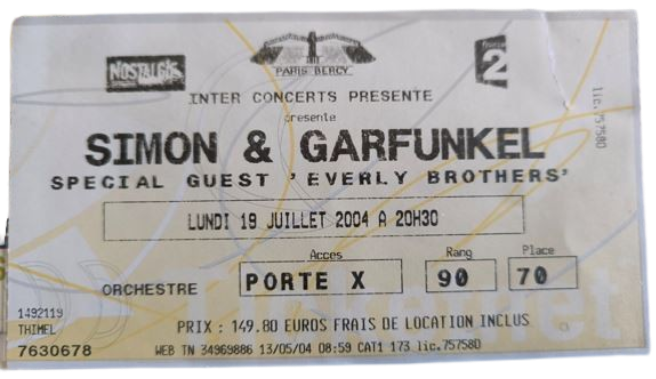 NOSTALGIE
PARIS BERCY
france 2
INTER CONCERTS PRESENTE
presente
SIMON & GARFUNKEL
SPECIAL GUEST 'EVERLY BROTHERS'
LUNDI 19 JUILLET 2004 A 20H30
Acces Rang Place
ORCHESTRE PORTE X 90 70
1492119
THIMEL
PRIX : 149.80 EUROS FRAIS DE LOCATION INCLUS
7630678 WEB TN 34969886 13/05/04 08:59 CAT1 173 lic.757580
lic.757580